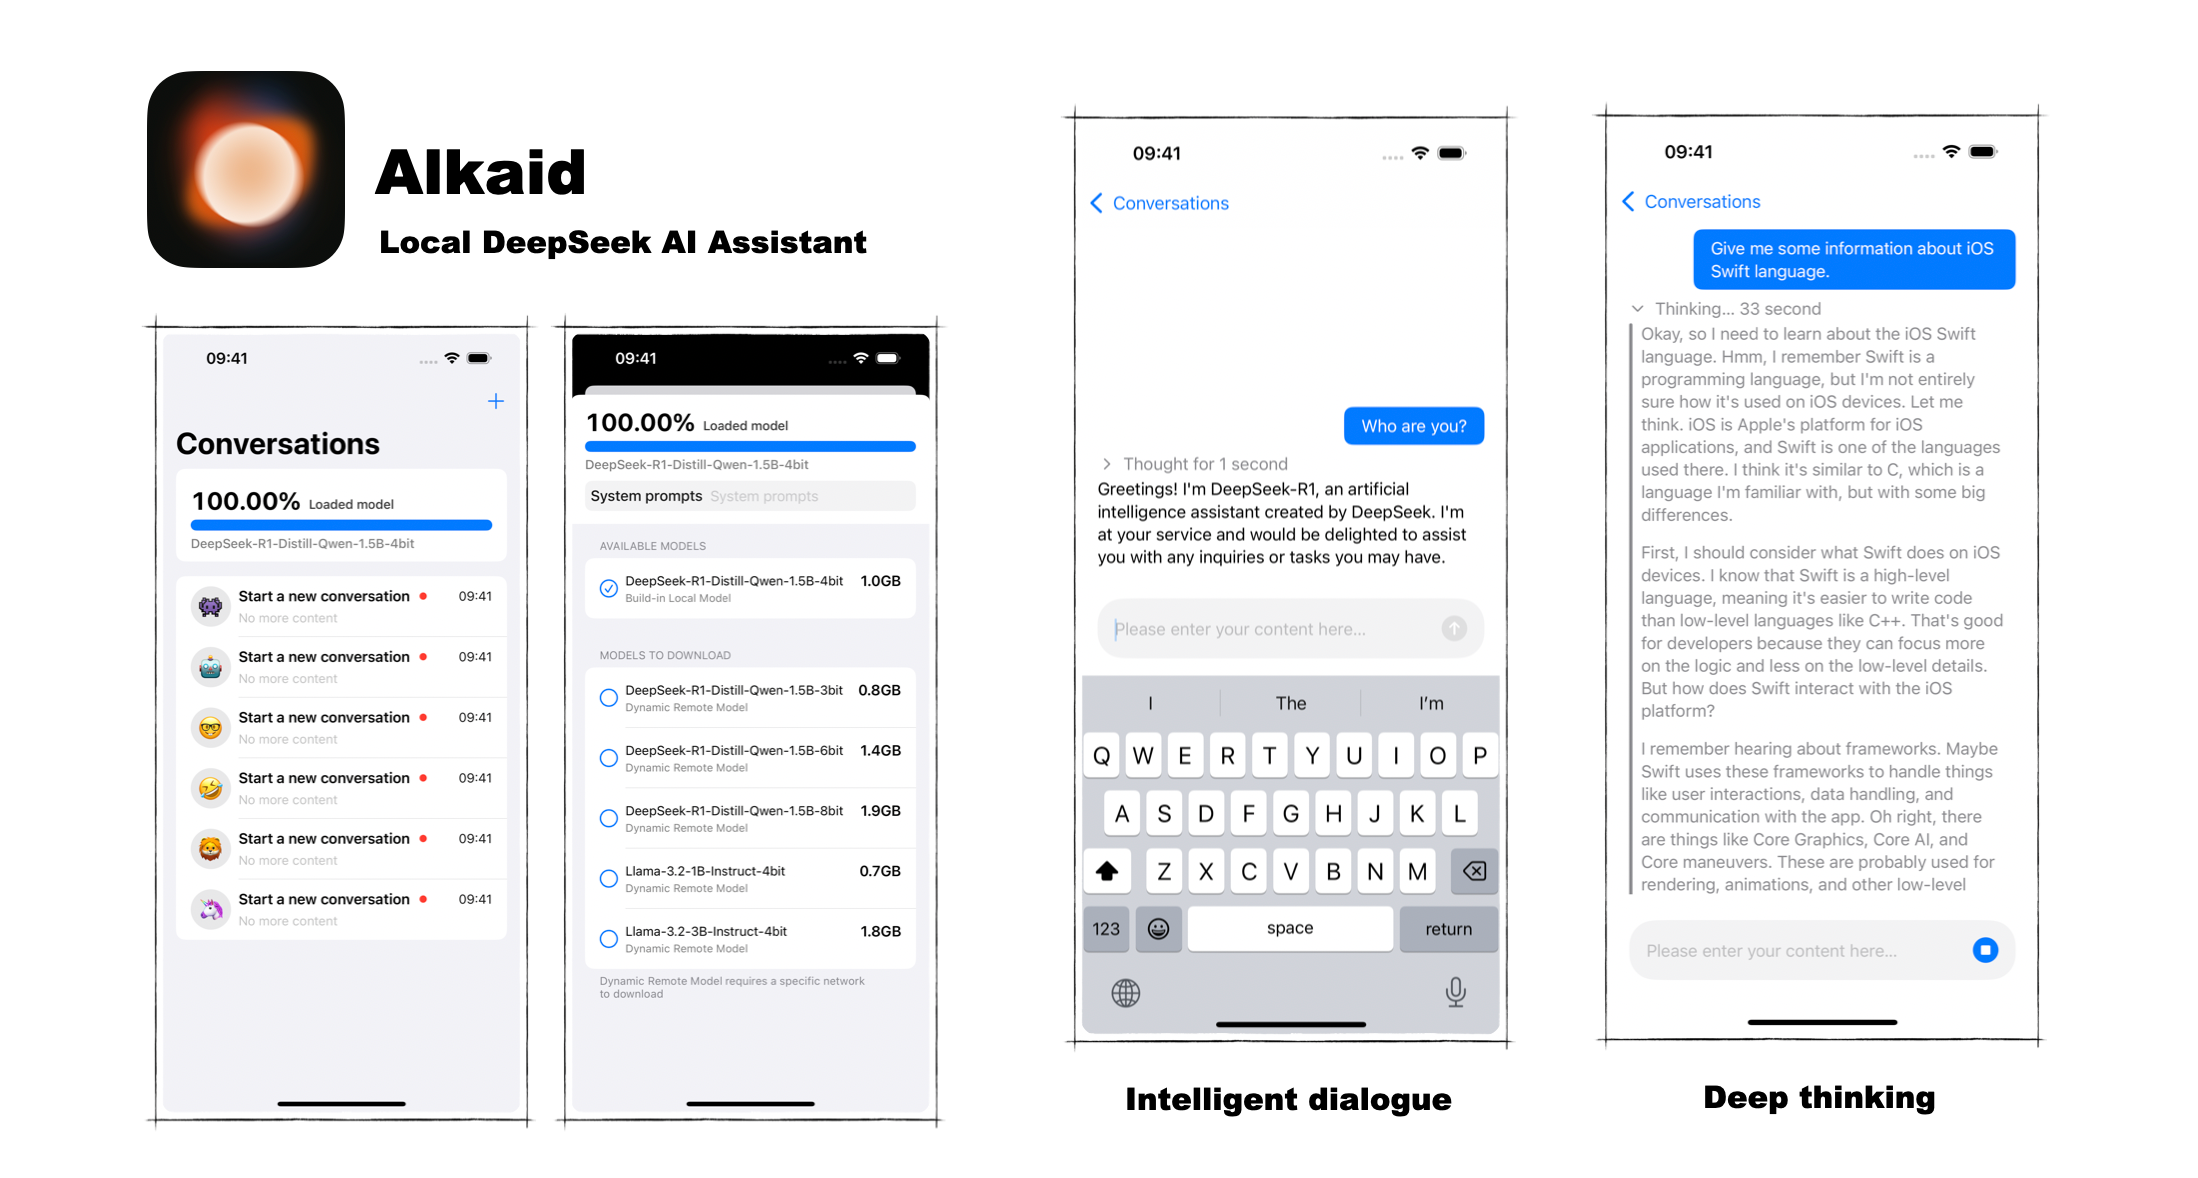 Alkaid
Local DeepSeek AI Assistant
09:41
Conversations
100.00% Loaded model
DeepSeek-R1-Distill-Qwen-1.5B-4bit
Start a new conversation 09:41
No more content
Start a new conversation 09:41
No more content
Start a new conversation 09:41
No more content
Start a new conversation 09:41
No more content
Start a new conversation 09:41
No more content
Start a new conversation 09:41
No more content
09:41
100.00% Loaded model
DeepSeek-R1-Distill-Qwen-1.5B-4bit
System prompts System prompts
AVAILABLE MODELS
DeepSeek-R1-Distill-Qwen-1.5B-4bit 1.0GB
Build-in Local Model
MODELS TO DOWNLOAD
DeepSeek-R1-Distill-Qwen-1.5B-3bit 0.8GB
Dynamic Remote Model
DeepSeek-R1-Distill-Qwen-1.5B-6bit 1.4GB
Dynamic Remote Model
DeepSeek-R1-Distill-Qwen-1.5B-8bit 1.9GB
Dynamic Remote Model
Llama-3.2-1B-Instruct-4bit 0.7GB
Dynamic Remote Model
Llama-3.2-3B-Instruct-4bit 1.8GB
Dynamic Remote Model
Dynamic Remote Model requires a specific network
to download
09:41
Conversations
Who are you?
Thought for 1 second
Greetings! I'm DeepSeek-R1, an artificial
intelligence assistant created by DeepSeek. I'm
at your service and would be delighted to assist
you with any inquiries or tasks you may have.
Please enter your content here...
I The I'm
Q W E R T Y U I O P
A S D F G H J K L
Z X C V B N M
123 space return
Intelligent dialogue
09:41
Conversations
Give me some information about iOS
Swift language.
Thinking... 33 second
Okay, so I need to learn about the iOS Swift
language. Hmm, I remember Swift is a
programming language, but I'm not entirely
sure how it's used on iOS devices. Let me
think. iOS is Apple's platform for iOS
applications, and Swift is one of the languages
used there. I think it's similar to C, which is a
language I'm familiar with, but with some big
differences.
First, I should consider what Swift does on iOS
devices. I know that Swift is a high-level
language, meaning it's easier to write code
than low-level languages like C++. That's good
for developers because they can focus more
on the logic and less on the low-level details.
But how does Swift interact with the iOS
platform?
I remember hearing about frameworks. Maybe
Swift uses these frameworks to handle things
like user interactions, data handling, and
communication with the app. Oh right, there
are things like Core Graphics, Core AI, and
Core maneuvers. These are probably used for
rendering, animations, and other low-level
Please enter your content here...
Deep thinking